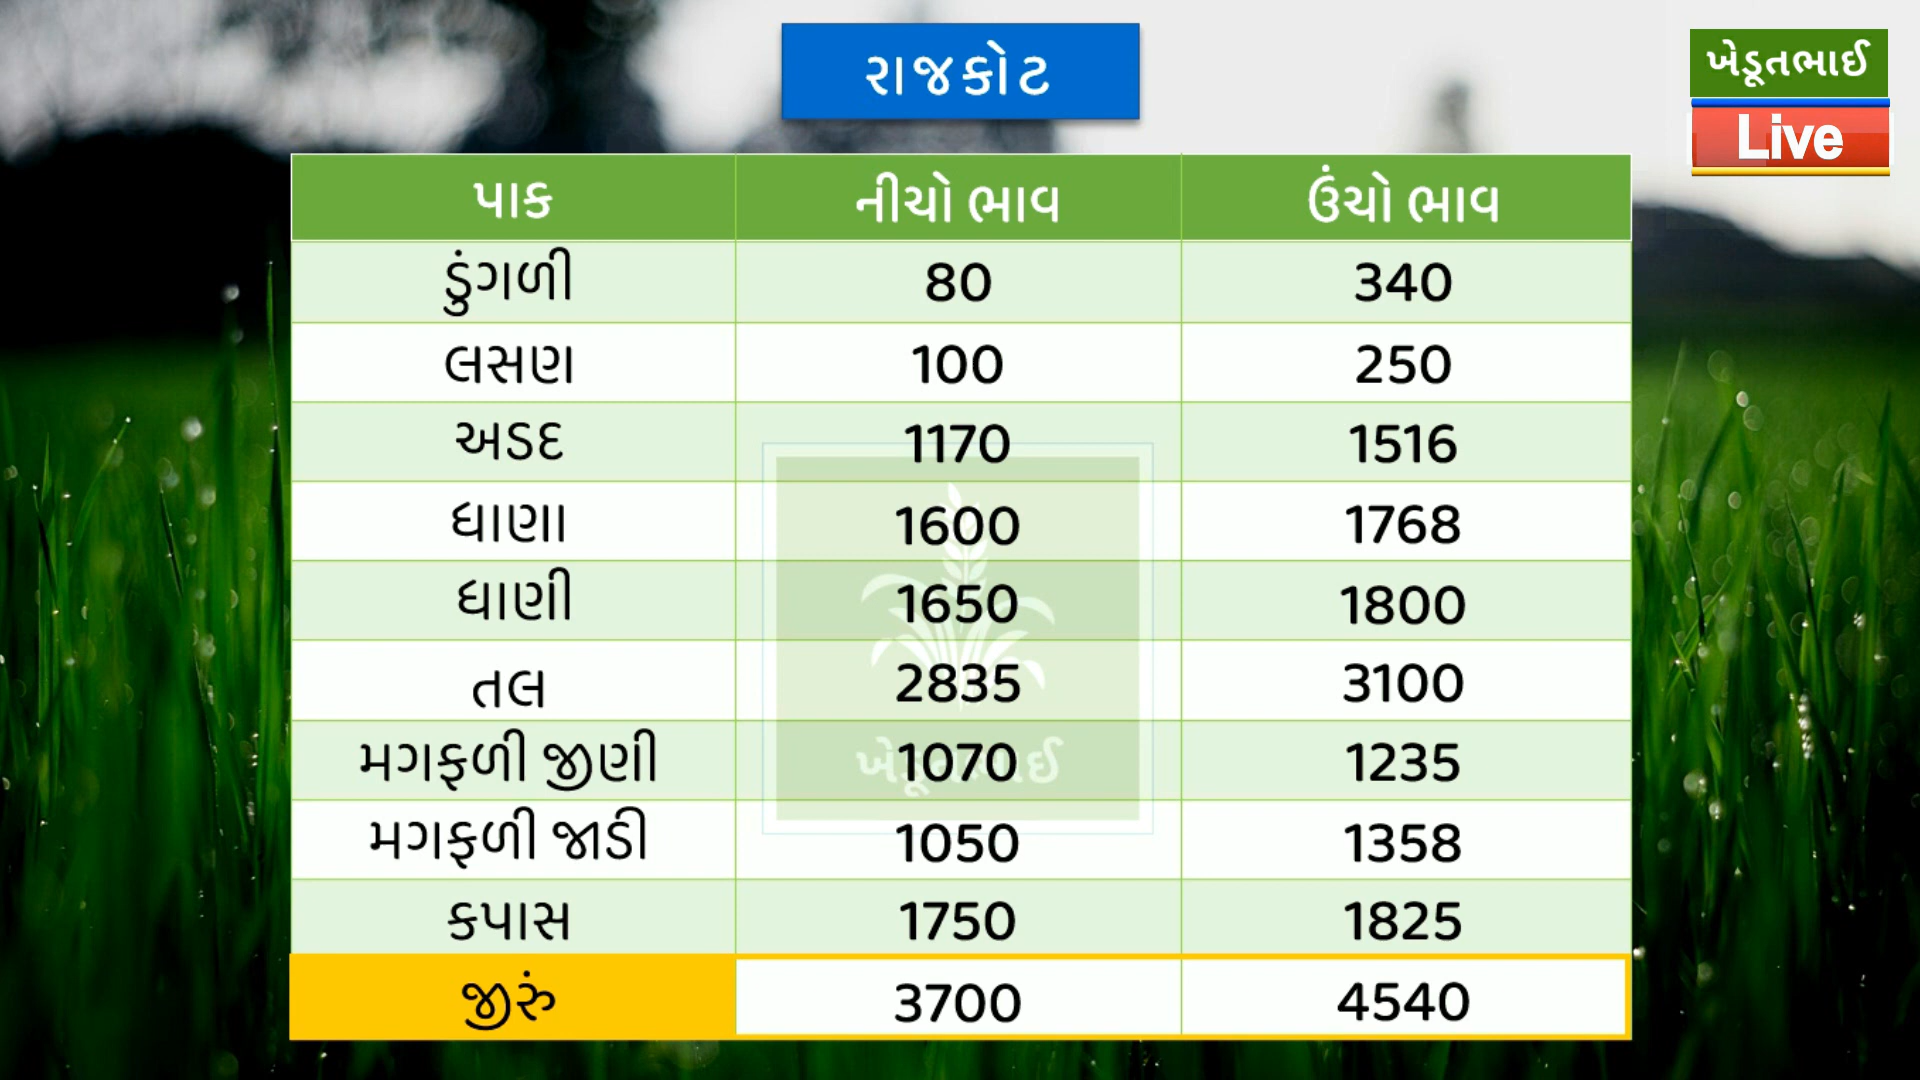 રાજકોટ
ખેડૂતભાઈ
Live
પાક નીચો ભાવ ઉંચો ભાવ
ડુંગળી 80 340
લસણ 100 250
અડદ 1170 1516
ધાણા 1600 1768
ધાણી 1650 1800
તલ 2835 3100
મગફળી જીણી 1070 1235
મગફળી જાડી 1050 1358
કપાસ 1750 1825
જીરું 3700 4540
ખેડૂતભાઈ